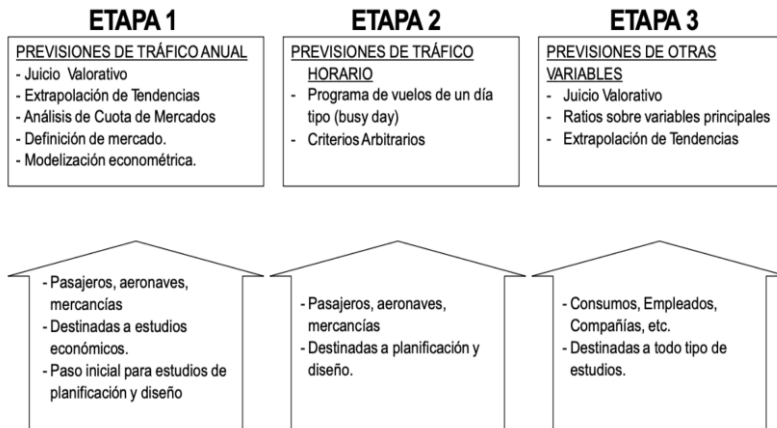 ETAPA 1
PREVISIONES DE TRÁFICO ANUAL
- Juicio Valorativo
- Extrapolación de Tendencias
- Análisis de Cuota de Mercados
- Definición de mercado.
- Modelización econométrica.
- Pasajeros, aeronaves,
mercancías
- Destinadas a estudios
económicos.
- Paso inicial para estudios de
planificación y diseño
ETAPA 2
PREVISIONES DE TRÁFICO
HORARIO
- Programa de vuelos de un día
tipo (busy day)
- Criterios Arbitrarios
- Pasajeros, aeronaves,
mercancías
- Destinadas a planificación y
diseño.
ETAPA 3
PREVISIONES DE OTRAS
VARIABLES
- Juicio Valorativo
- Ratios sobre variables principales
- Extrapolación de Tendencias
- Consumos, Empleados,
Compañías, etc.
- Destinadas a todo tipo de
estudios.